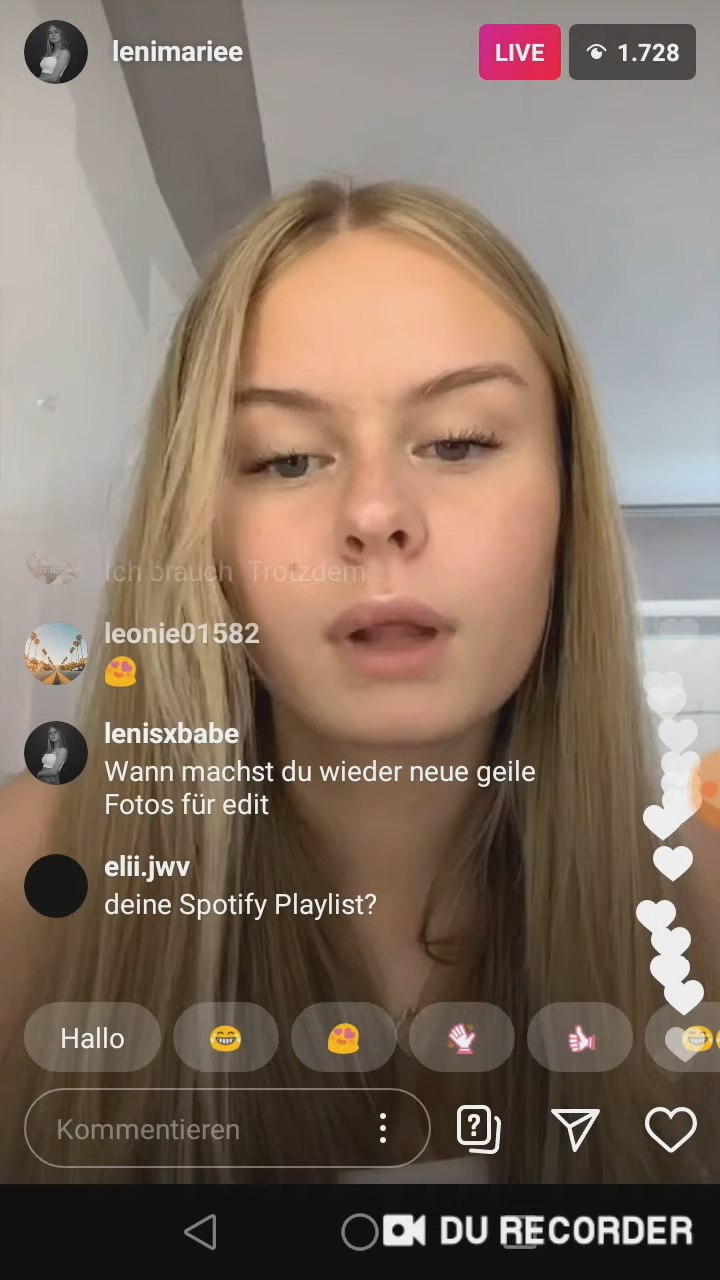 lenimariee
LIVE
1.728
Ich brauch Trotzdem
leonie01582
lenisxbabe
Wann machst du wieder neue geile
Fotos für edit
elii.jwv
deine Spotify Playlist?
Hallo
Kommentieren
DU RECORDER